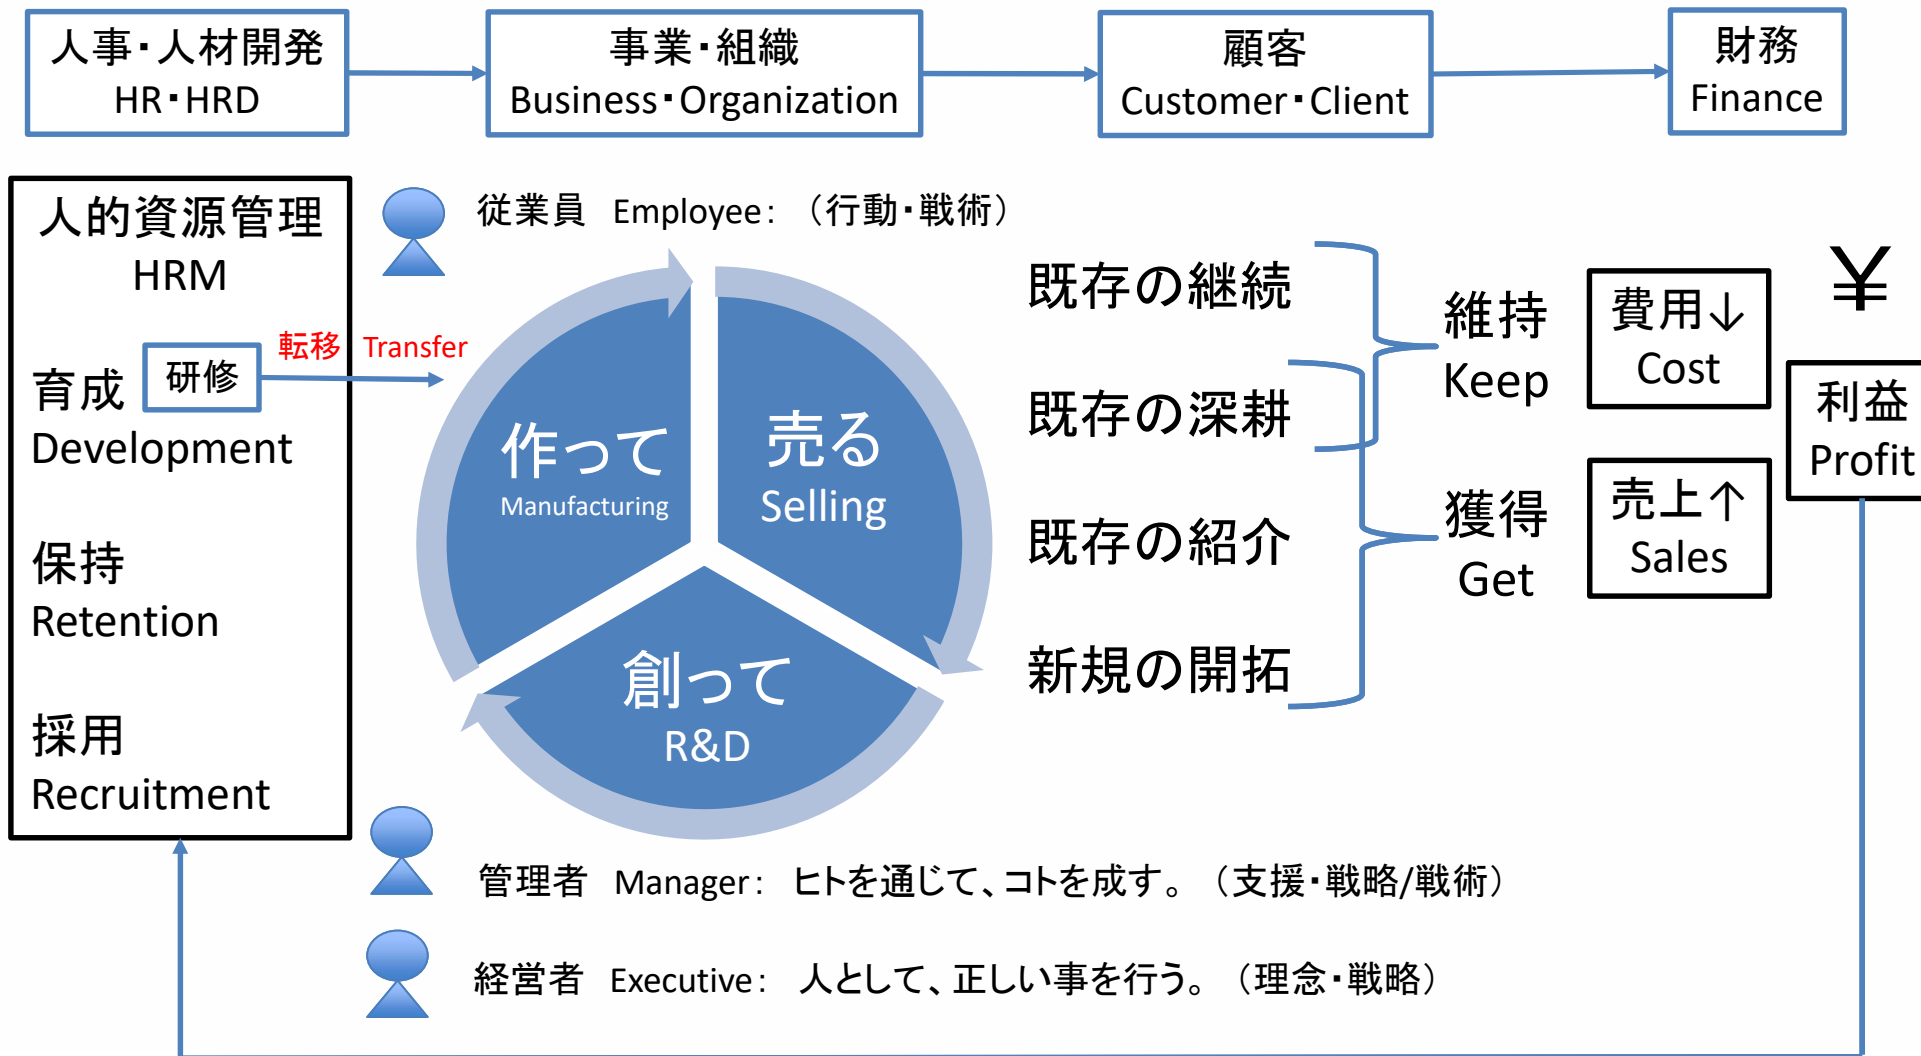 人事・人材開発
HR・HRD
事業・組織
Business・Organization
顧客
Customer・Client
財務
Finance
人的資源管理
HRM
育成
Development
研修
転移 Transfer
保持
Retention
採用
Recruitment
従業員 Employee: （行動・戦術）
作って
Manufacturing
売る
Selling
創って
R&D
既存の継続
既存の深耕
既存の紹介
新規の開拓
維持
Keep
獲得
Get
費用↓
Cost
売上↑
Sales
¥
利益
Profit
管理者 Manager: ヒトを通じて、コトを成す。（支援・戦略/戦術）
経営者 Executive: 人として、正しい事を行う。（理念・戦略）